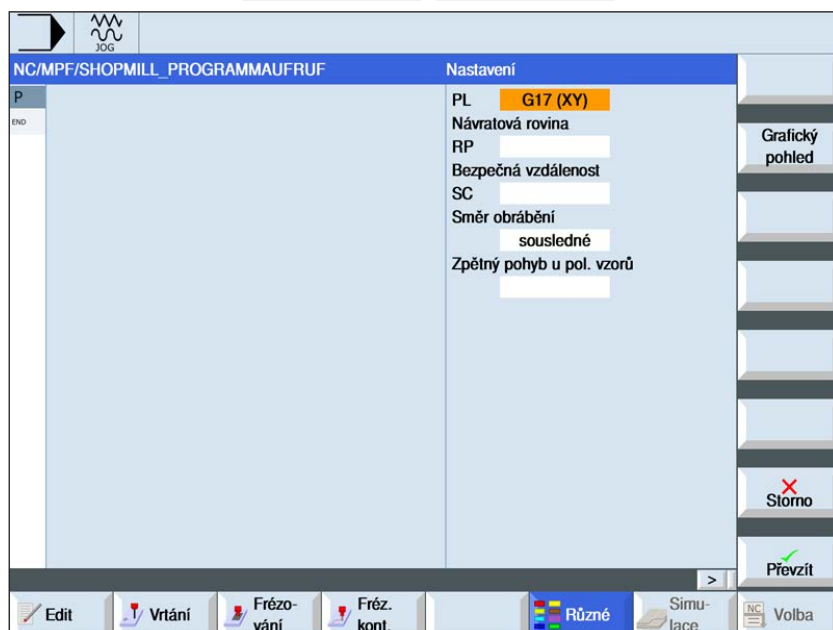 JOG
NC/MPF/SHOPMILL_PROGRAMMAUFRUF
Nastavení
P
END
PL G17 (XY)
Návratová rovina
RP
Bezpečná vzdálenost
SC
Směr obrábění
sousledné
Zpětný pohyb u pol. vzorů
Grafický
pohled
Storno
Převzít
>
Edit
Vrtání
Frézo-
vání
Fréz.
kont.
Různé
Simu-
lace
NC
Volba